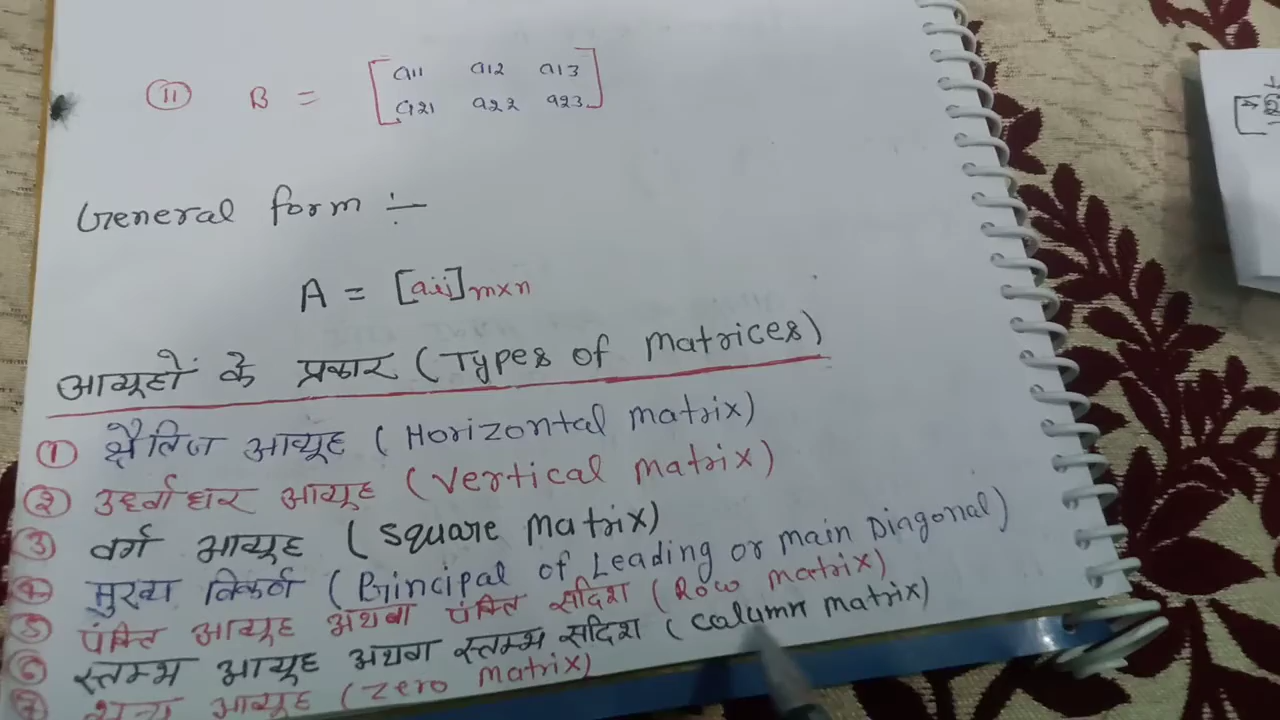 11 B = [a11 a12 a13
a21 a22 a23]
General form :-
A = [aij]m×n
आव्यूहों के प्रकार (Types of Matrices)
1 क्षैतिज आव्यूह (Horizontal matrix)
2 उर्ध्वाधर आव्यूह (Vertical matrix)
3 वर्ग आव्यूह (square Matrix)
4 मुख्य विकर्ण (Principal of Leading or main Diagonal)
5 पंक्ति आव्यूह अथवा पंक्ति सदिश (Row matrix)
6 स्तम्भ आव्यूह अथवा स्तम्भ सदिश (calumn matrix)
7 शून्य आव्यूह (zero matrix)